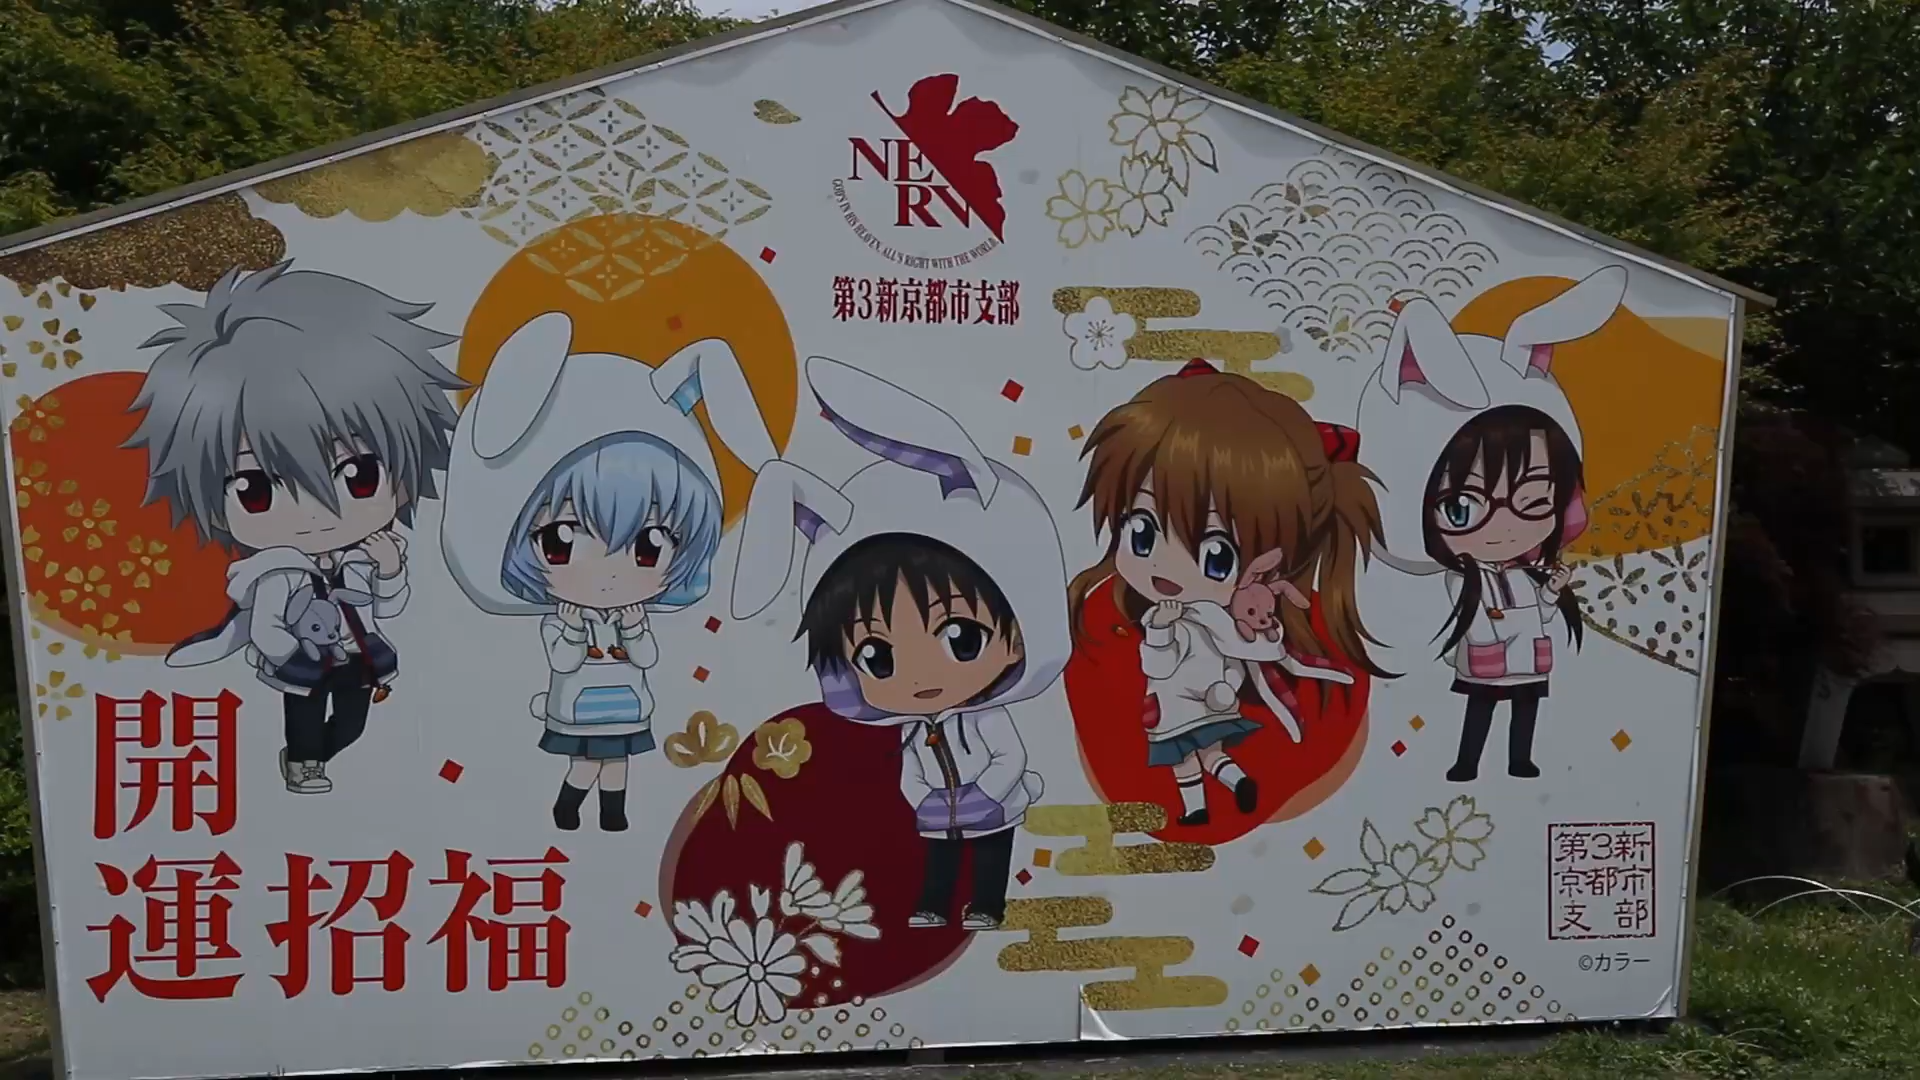 NERV
GOD'S IN HIS HEAVEN. ALL'S RIGHT WITH THE WORLD.
第3新京都市支部
開
運招福
第3新
京都市
支部
©カラー